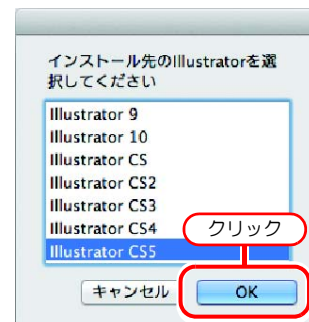 インストール先のIllustratorを選
択してください
Illustrator 9
Illustrator 10
Illustrator CS
Illustrator CS2
Illustrator CS3
Illustrator CS4
クリック
Illustrator CS5
キャンセル
OK